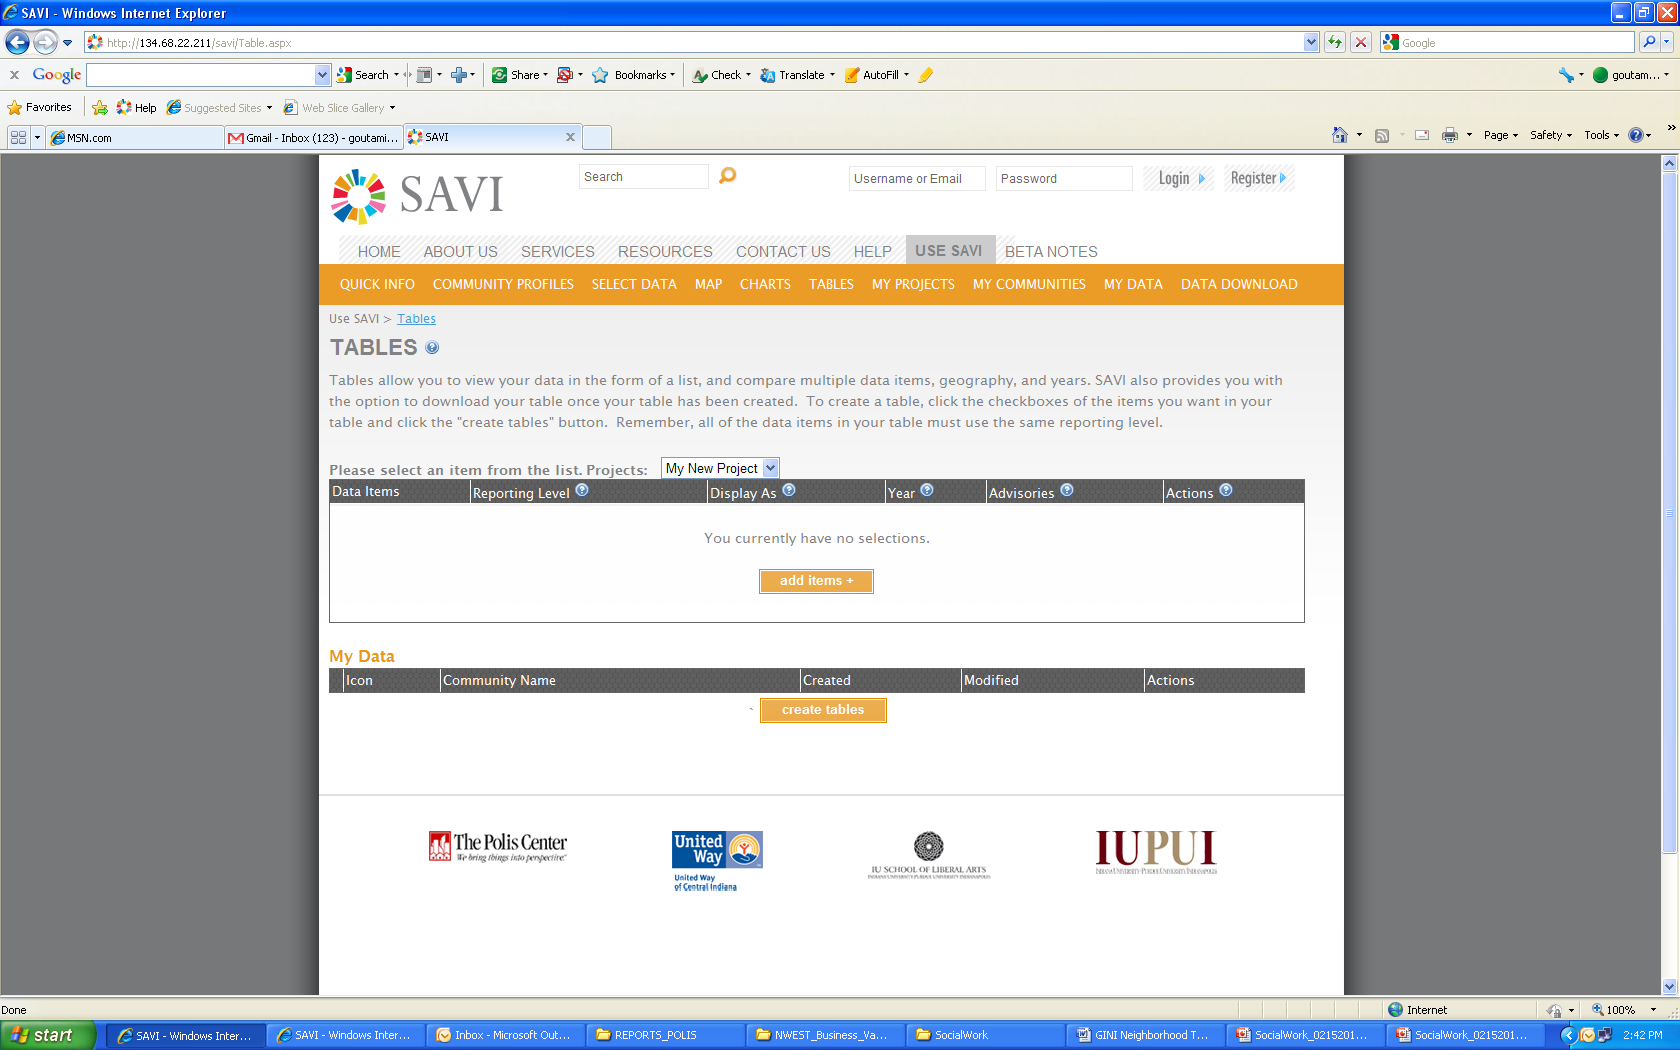 SAVI - Windows Internet Explorer
http://134.68.22.211/savi/Table.aspx
Google
Google Search Share Bookmarks Check Translate AutoFill goutam...
Favorites Help Suggested Sites Web Slice Gallery
MSN.com Gmail - Inbox (123) - goutami... SAVI Page Safety Tools »
SAVI Search Username or Email Password Login Register
HOME ABOUT US SERVICES RESOURCES CONTACT US HELP USE SAVI BETA NOTES
QUICK INFO COMMUNITY PROFILES SELECT DATA MAP CHARTS TABLES MY PROJECTS MY COMMUNITIES MY DATA DATA DOWNLOAD
Use SAVI > Tables
TABLES ?
Tables allow you to view your data in the form of a list, and compare multiple data items, geography, and years. SAVI also provides you with
the option to download your table once your table has been created. To create a table, click the checkboxes of the items you want in your
table and click the "create tables" button. Remember, all of the data items in your table must use the same reporting level.
Please select an item from the list. Projects: My New Project
Data Items Reporting Level ? Display As ? Year ? Advisories ? Actions ?
You currently have no selections.
add items +
My Data
Icon Community Name Created Modified Actions
` create tables
The Polis Center
We bring things into perspective
United Way
United Way of Central Indiana
IU SCHOOL OF LIBERAL ARTS
INDIANA UNIVERSITY-PURDUE UNIVERSITY INDIANAPOLIS
IUPUI
INDIANA UNIVERSITY-PURDUE UNIVERSITY INDIANAPOLIS
Done Internet 100%
start SAVI - Windows Inter... SAVI - Windows Inter... Inbox - Microsoft Out... REPORTS_POLIS NWEST_Business_Va... SocialWork GINI Neighborhood T... SocialWork_0215201... SocialWork_0215201... 2:42 PM